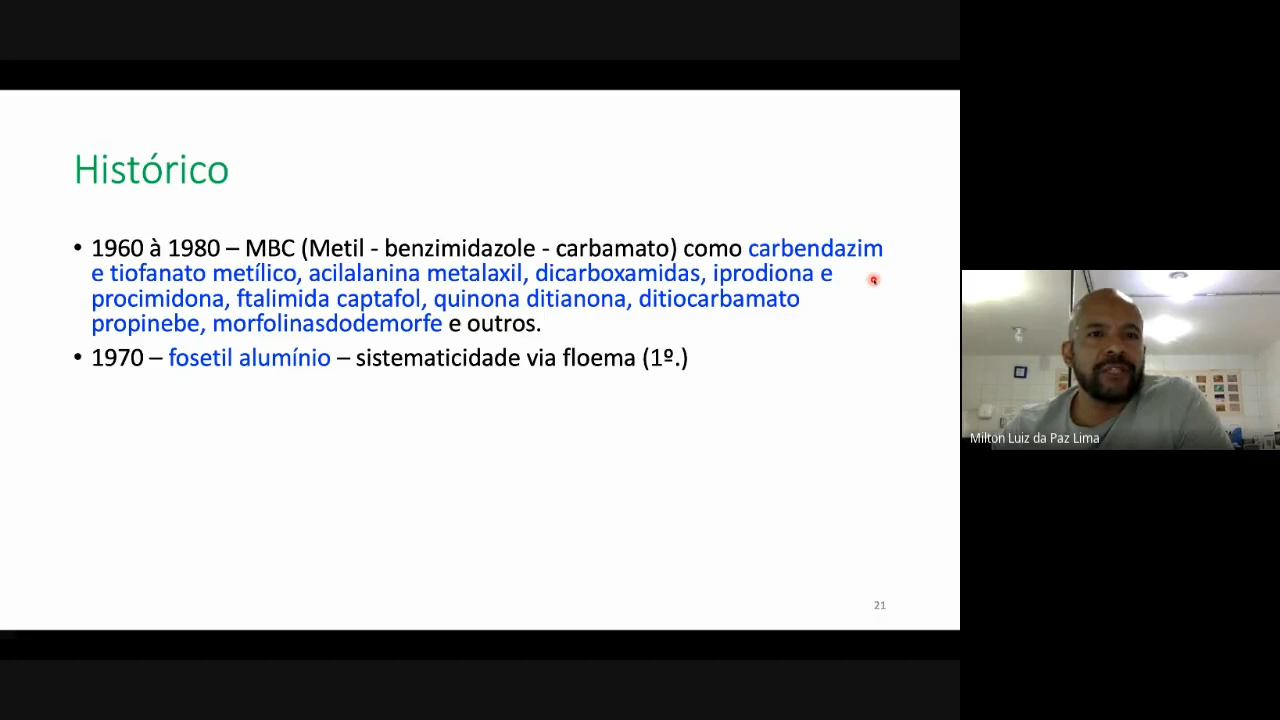 Histórico
• 1960 à 1980 – MBC (Metil - benzimidazole - carbamato) como carbendazim
e tiofanato metílico, acilalanina metalaxil, dicarboxamidas, iprodiona e
procimidona, ftalimida captafol, quinona ditianona, ditiocarbamato
propinebe, morfolinasdodemorfe e outros.
• 1970 – fosetil alumínio – sistematicidade via floema (1º.)
21
Milton Luiz da Paz Lima